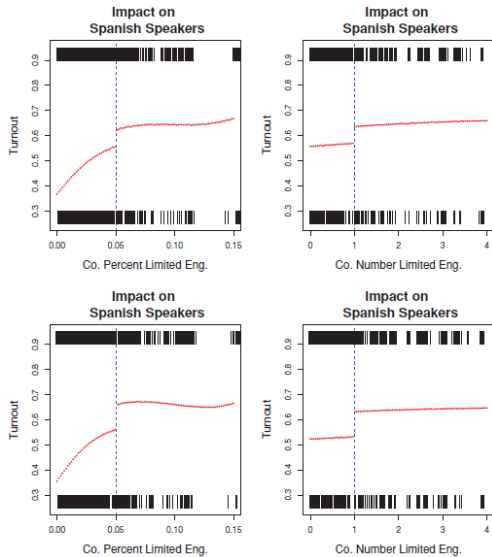 Impact on
Spanish Speakers
Turnout
0.3 0.4 0.5 0.6 0.7 0.8 0.9
0.00 0.05 0.10 0.15
Co. Percent Limited Eng.
Impact on
Spanish Speakers
Turnout
0.3 0.4 0.5 0.6 0.7 0.8 0.9
0 1 2 3 4
Co. Number Limited Eng.
Impact on
Spanish Speakers
Turnout
0.3 0.4 0.5 0.6 0.7 0.8 0.9
0.00 0.05 0.10 0.15
Co. Percent Limited Eng.
Impact on
Spanish Speakers
Turnout
0.3 0.4 0.5 0.6 0.7 0.8 0.9
0 1 2 3 4
Co. Number Limited Eng.